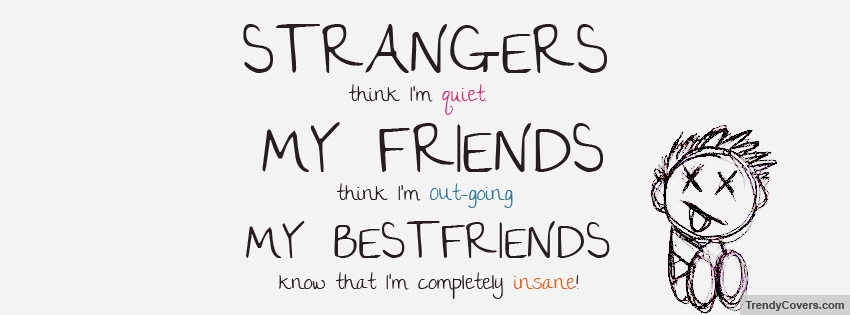 STRANGERS
think I'm quiet.
MY FRIENDS
think I'm out-going
MY BESTFRIENDS
know that I'm completely insane!
TrendyCovers.com